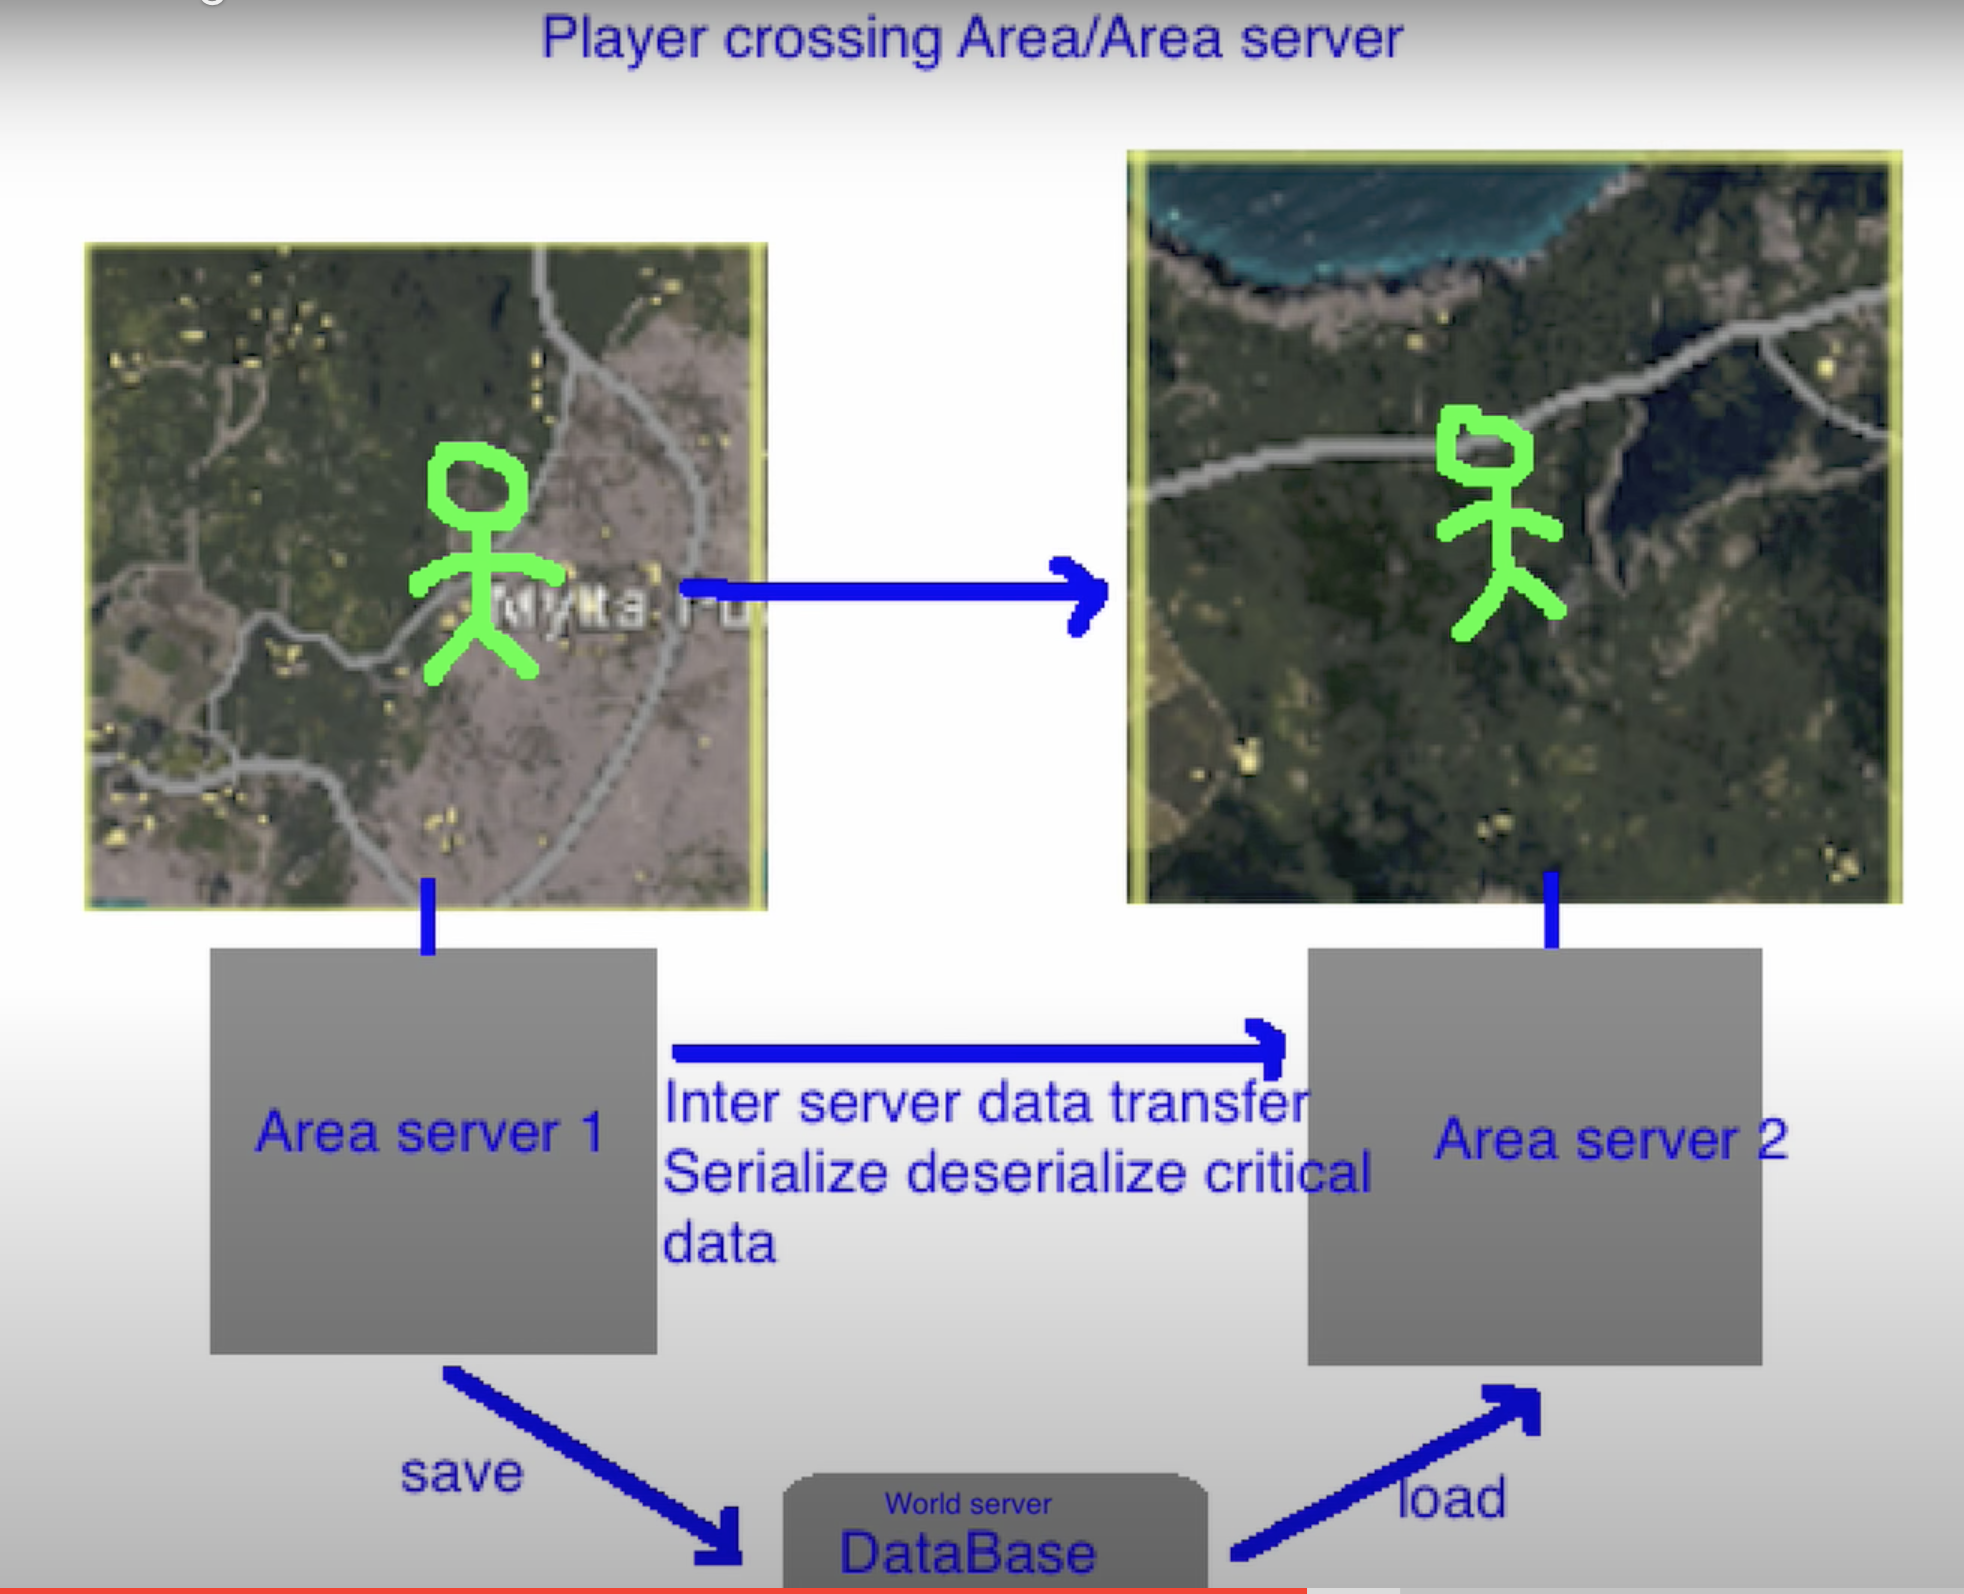 Player crossing Area/Area server
Mylta
Area server 1
Inter server data transfer
Serialize deserialize critical
data
Area server 2
save
load
World server
DataBase